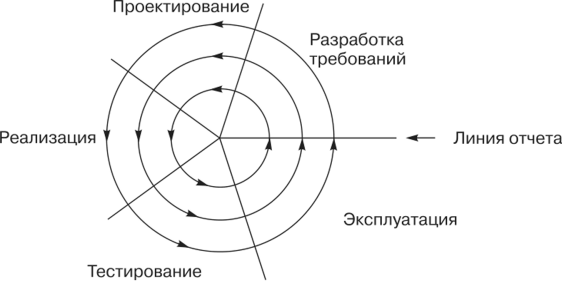 Проектирование
Разработка
требований
Реализация
Линия отчета
Эксплуатация
Тестирование